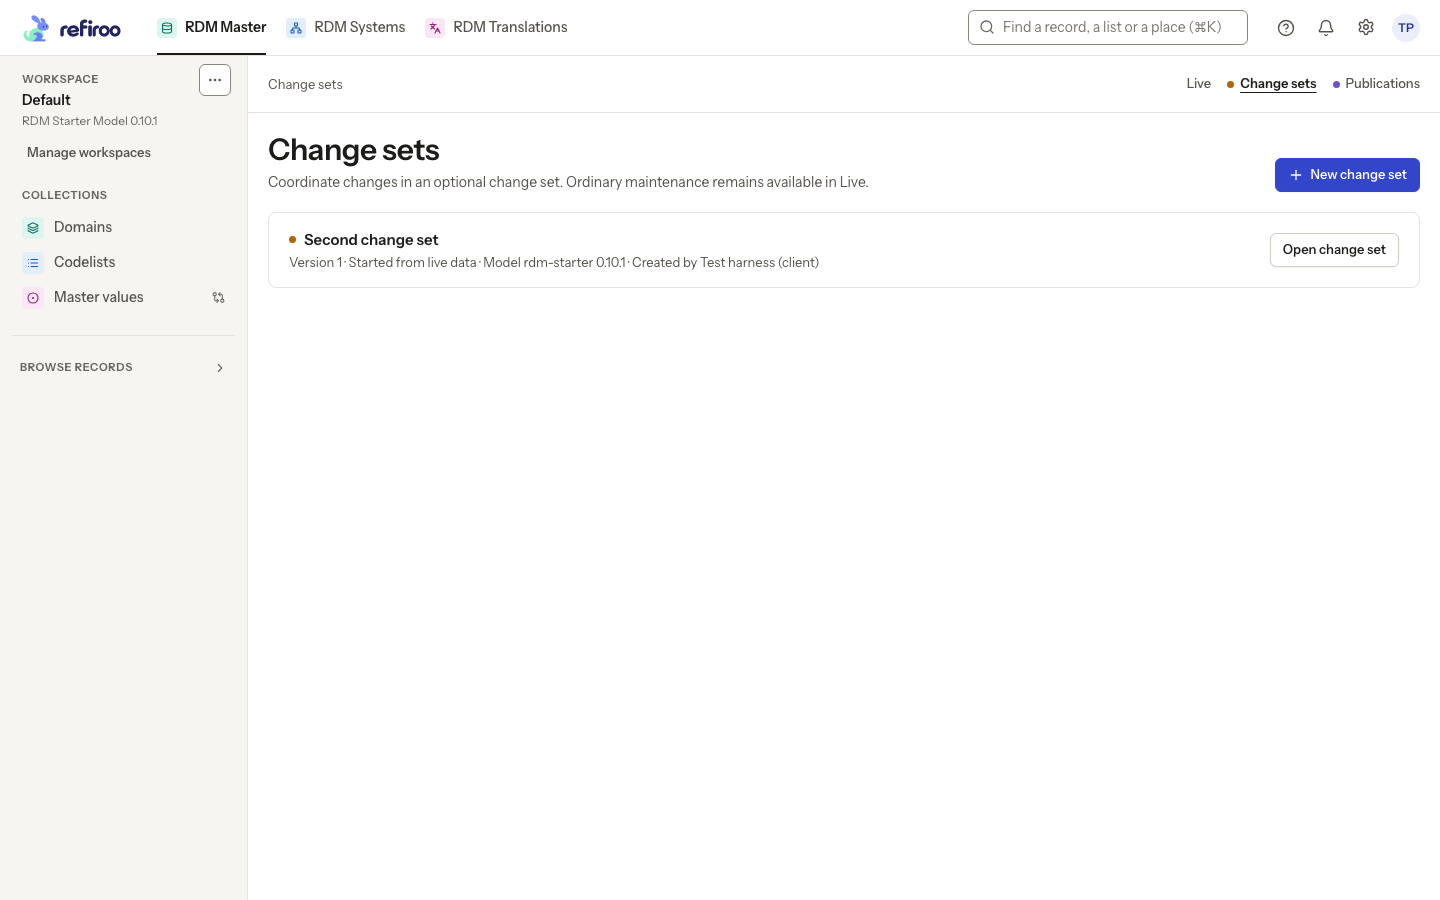 refiroo
RDM Master
RDM Systems
RDM Translations
Find a record, a list or a place (⌘K)
TP
WORKSPACE
Default
RDM Starter Model 0.10.1
Manage workspaces
COLLECTIONS
Domains
Codelists
Master values
BROWSE RECORDS
Change sets
Live
Change sets
Publications
Change sets
Coordinate changes in an optional change set. Ordinary maintenance remains available in Live.
New change set
Second change set
Version 1 · Started from live data · Model rdm-starter 0.10.1 · Created by Test harness (client)
Open change set